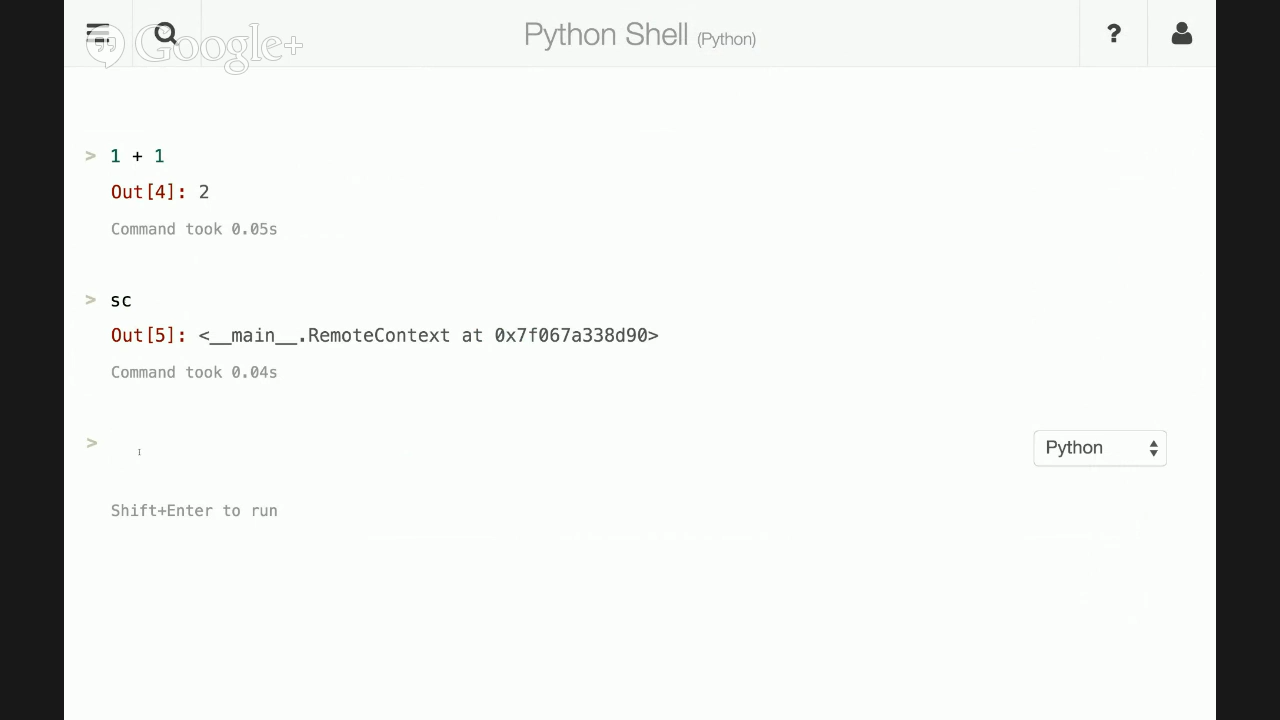 Google+
Python Shell (Python)
?
> 1 + 1
Out[4]: 2
Command took 0.05s
> sc
Out[5]: <__main__.RemoteContext at 0x7f067a338d90>
Command took 0.04s
>
Python
Shift+Enter to run